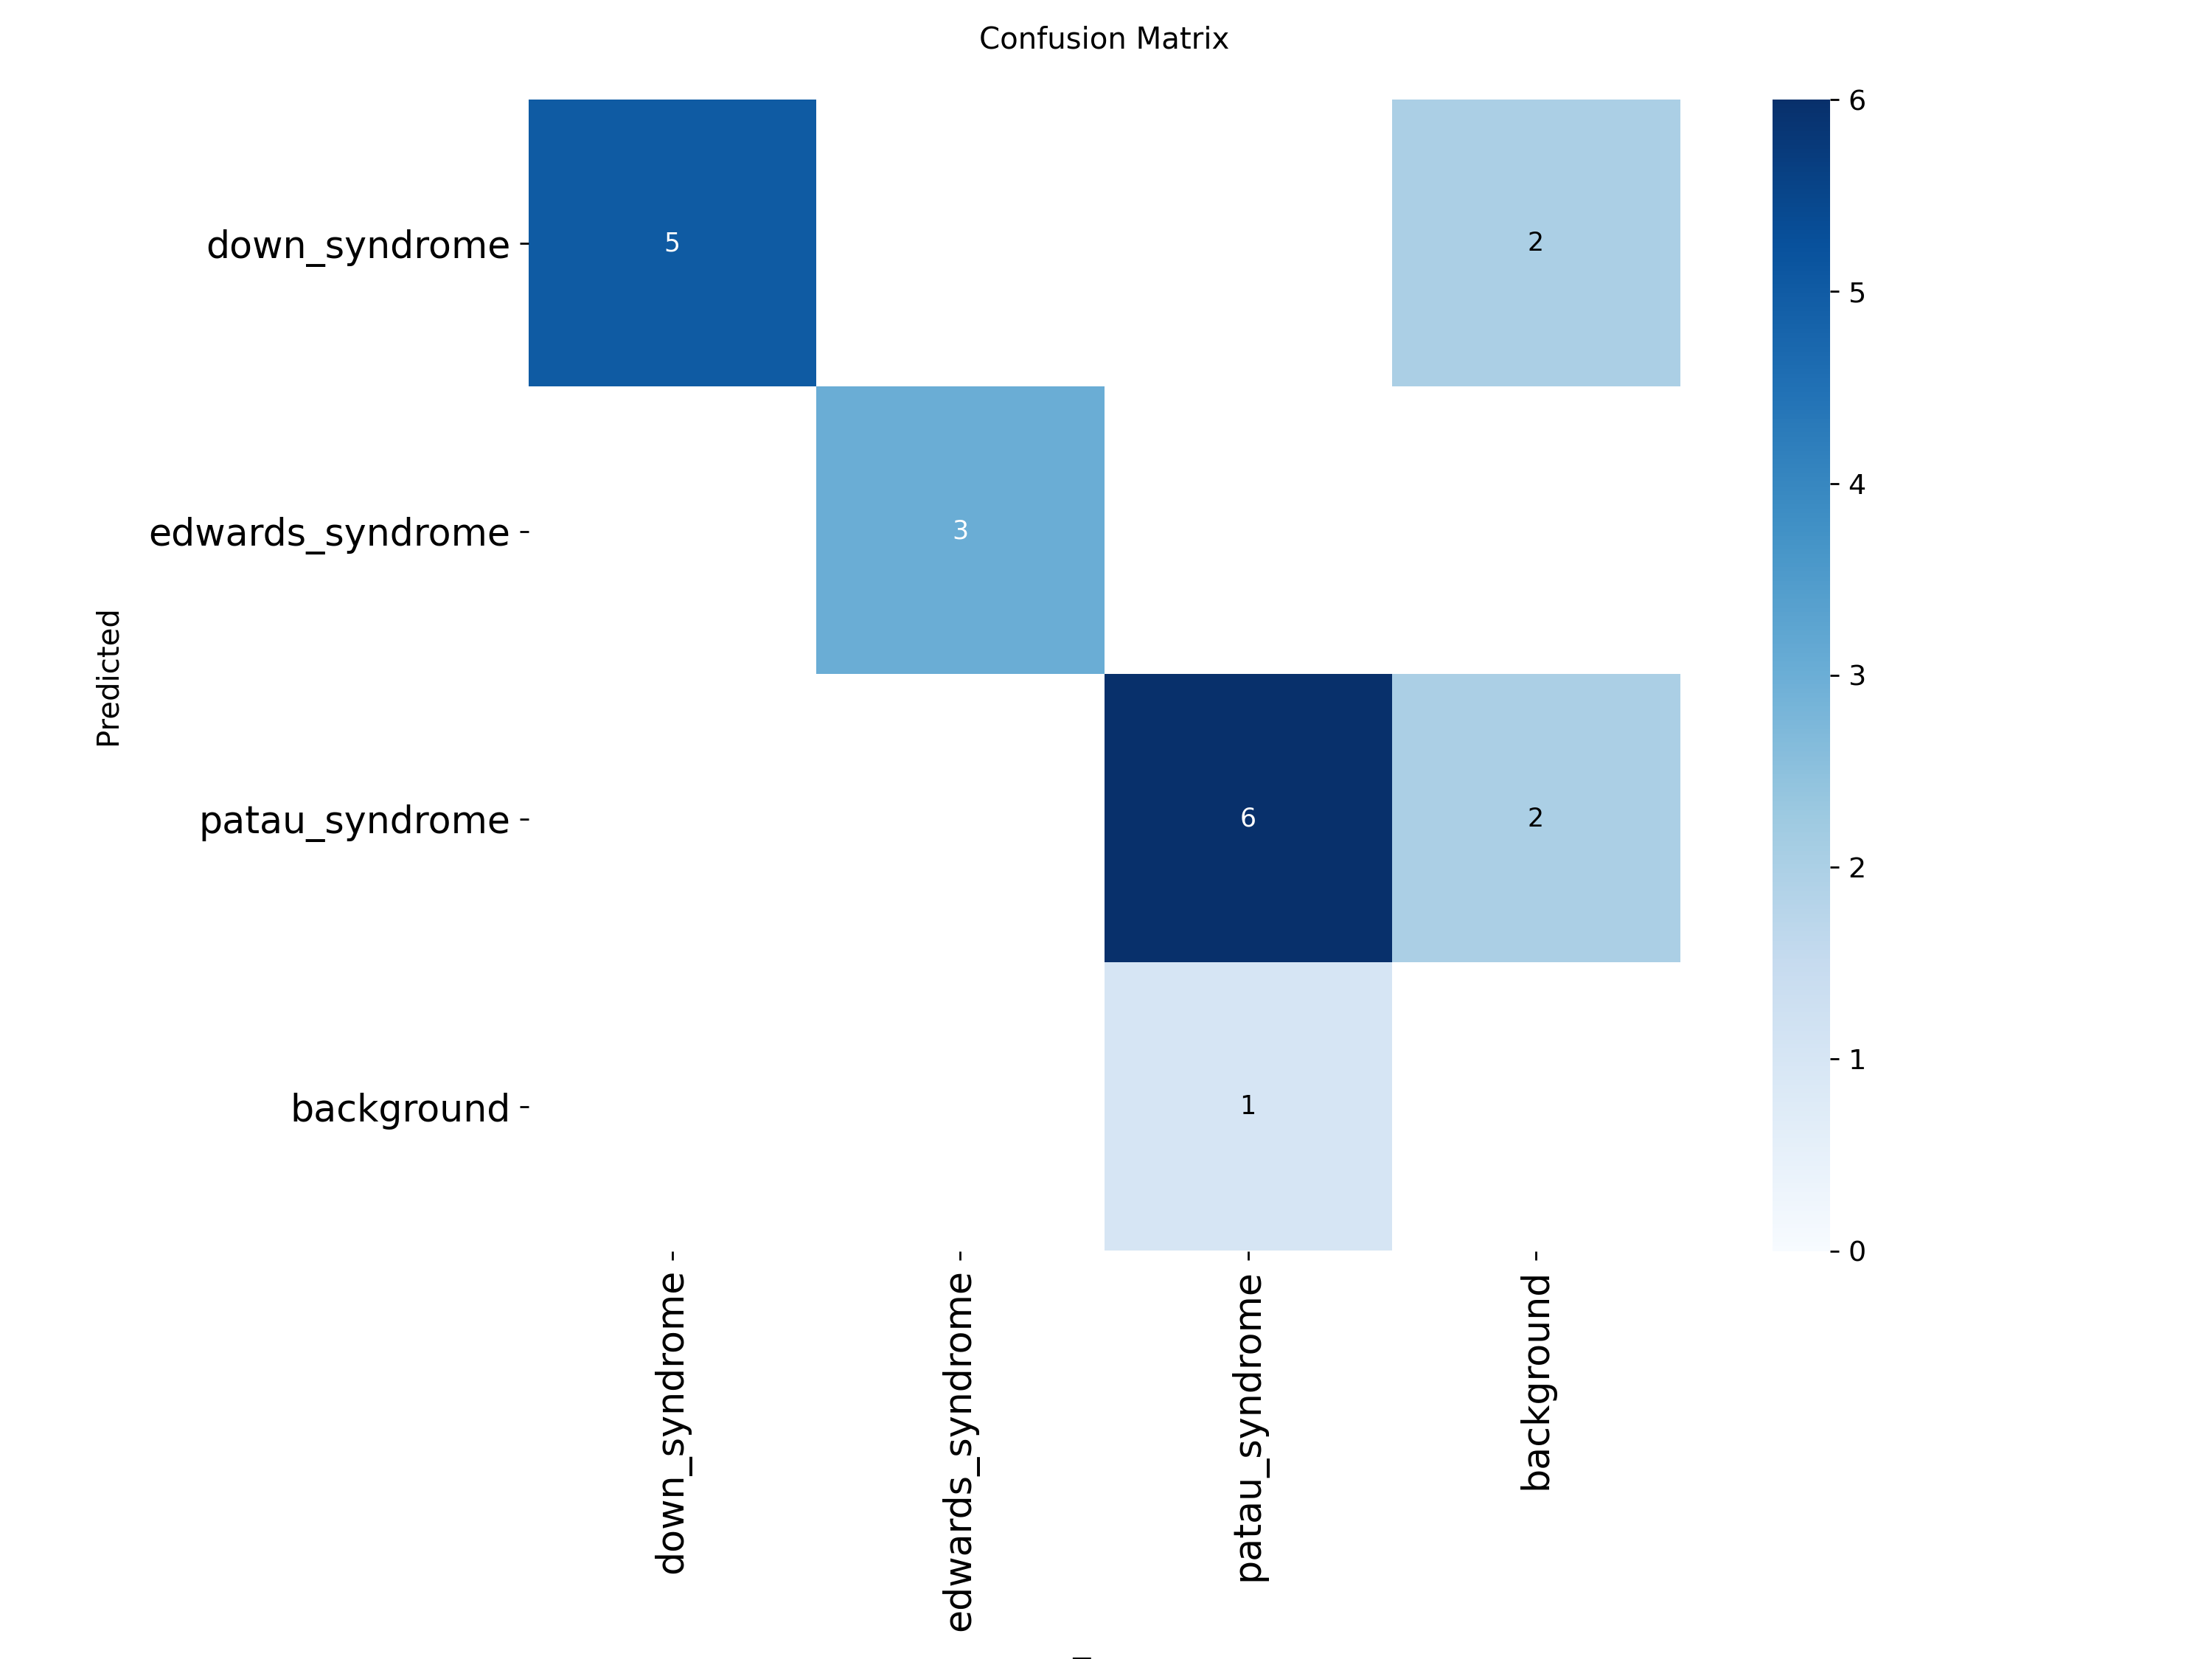 Confusion Matrix
6
down_syndrome
5
2
5
4
edwards_syndrome
3
3
Predicted
patau_syndrome
6
2
2
1
background
1
0
down_syndrome
edwards_syndrome
patau_syndrome
background